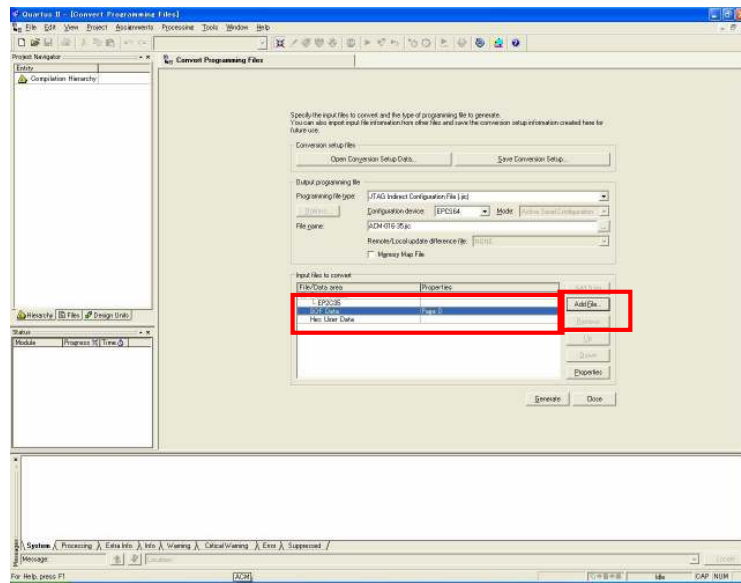 Quartus II - [Convert Programming Files]
File Edit View Project Assignments Processing Tools Window Help
Project Navigator
Entity
Compilation Hierarchy
Hierarchy Files Design Units
Status
Module Progress % Time
Convert Programming Files
Specify the input files to convert and the type of programming file to generate.
You can also import input file information from other files and save the conversion setup information created here for
future use.
Conversion setup files
Open Conversion Setup Data... Save Conversion Setup...
Output programming file
Programming file type: JTAG Indirect Configuration File (.jic)
Options... Configuration device: EPCS64 Mode: Active Serial Configuration
File name: ACM-016-35.jic ...
Remote/Local update difference file: NONE
Memory Map File
Input files to convert
File/Data area Properties
EP2C35
SOF Data Page_0
Hex User Data
Add File...
Remove
Up
Down
Properties
Generate Close
Messages
System Processing Extra Info Info Warning Critical Warning Error Suppressed
Message: Location:
For Help, press F1 Idle CAP NUM